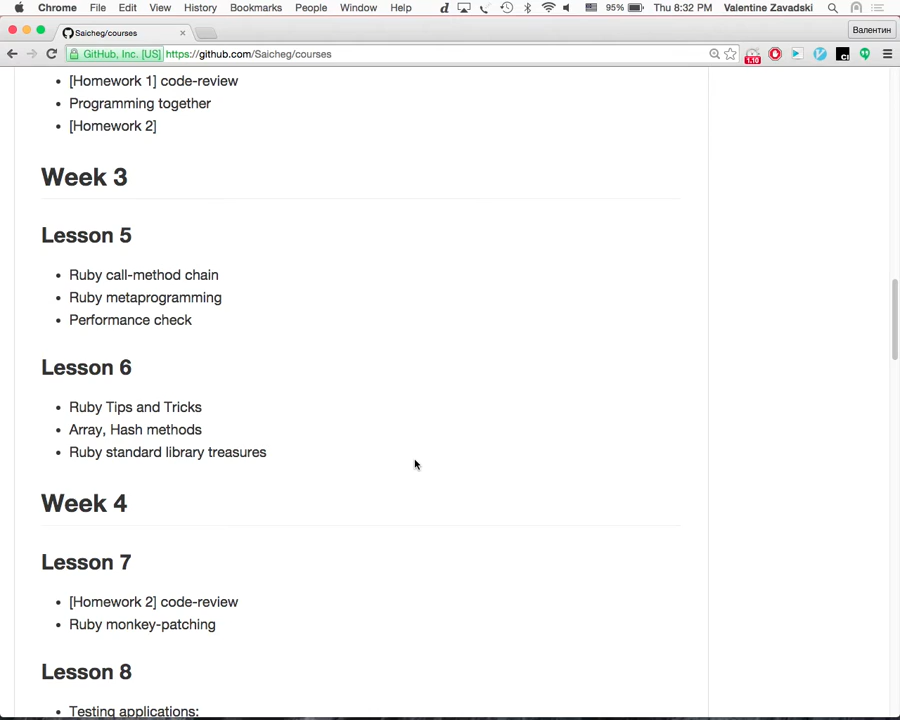 Chrome File Edit View History Bookmarks People Window Help 95% Thu 8:32 PM Valentine Zavadski
Saicheg/courses
Валентин
GitHub, Inc. [US] https://github.com/Saicheg/courses
1.10
[Homework 1] code-review
Programming together
[Homework 2]
Week 3
Lesson 5
Ruby call-method chain
Ruby metaprogramming
Performance check
Lesson 6
Ruby Tips and Tricks
Array, Hash methods
Ruby standard library treasures
Week 4
Lesson 7
[Homework 2] code-review
Ruby monkey-patching
Lesson 8
Testing applications: